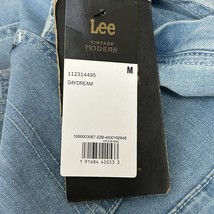 Lee
VINTAGE
MODERN
112314495
M
DAYDREAM
1 91684 42053 3